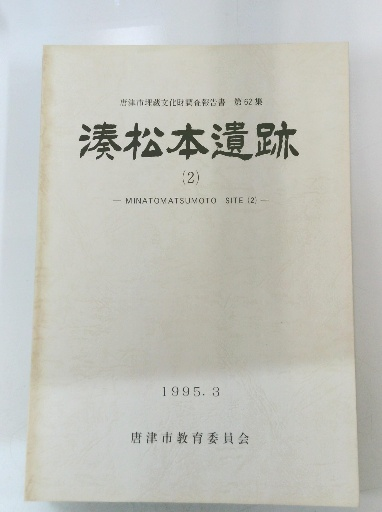 唐津市埋蔵文化財調査報告書 第62集
湊松本遺跡
(2)
— MINATOMATSUMOTO SITE (2) —
1995.3
唐津市教育委員会